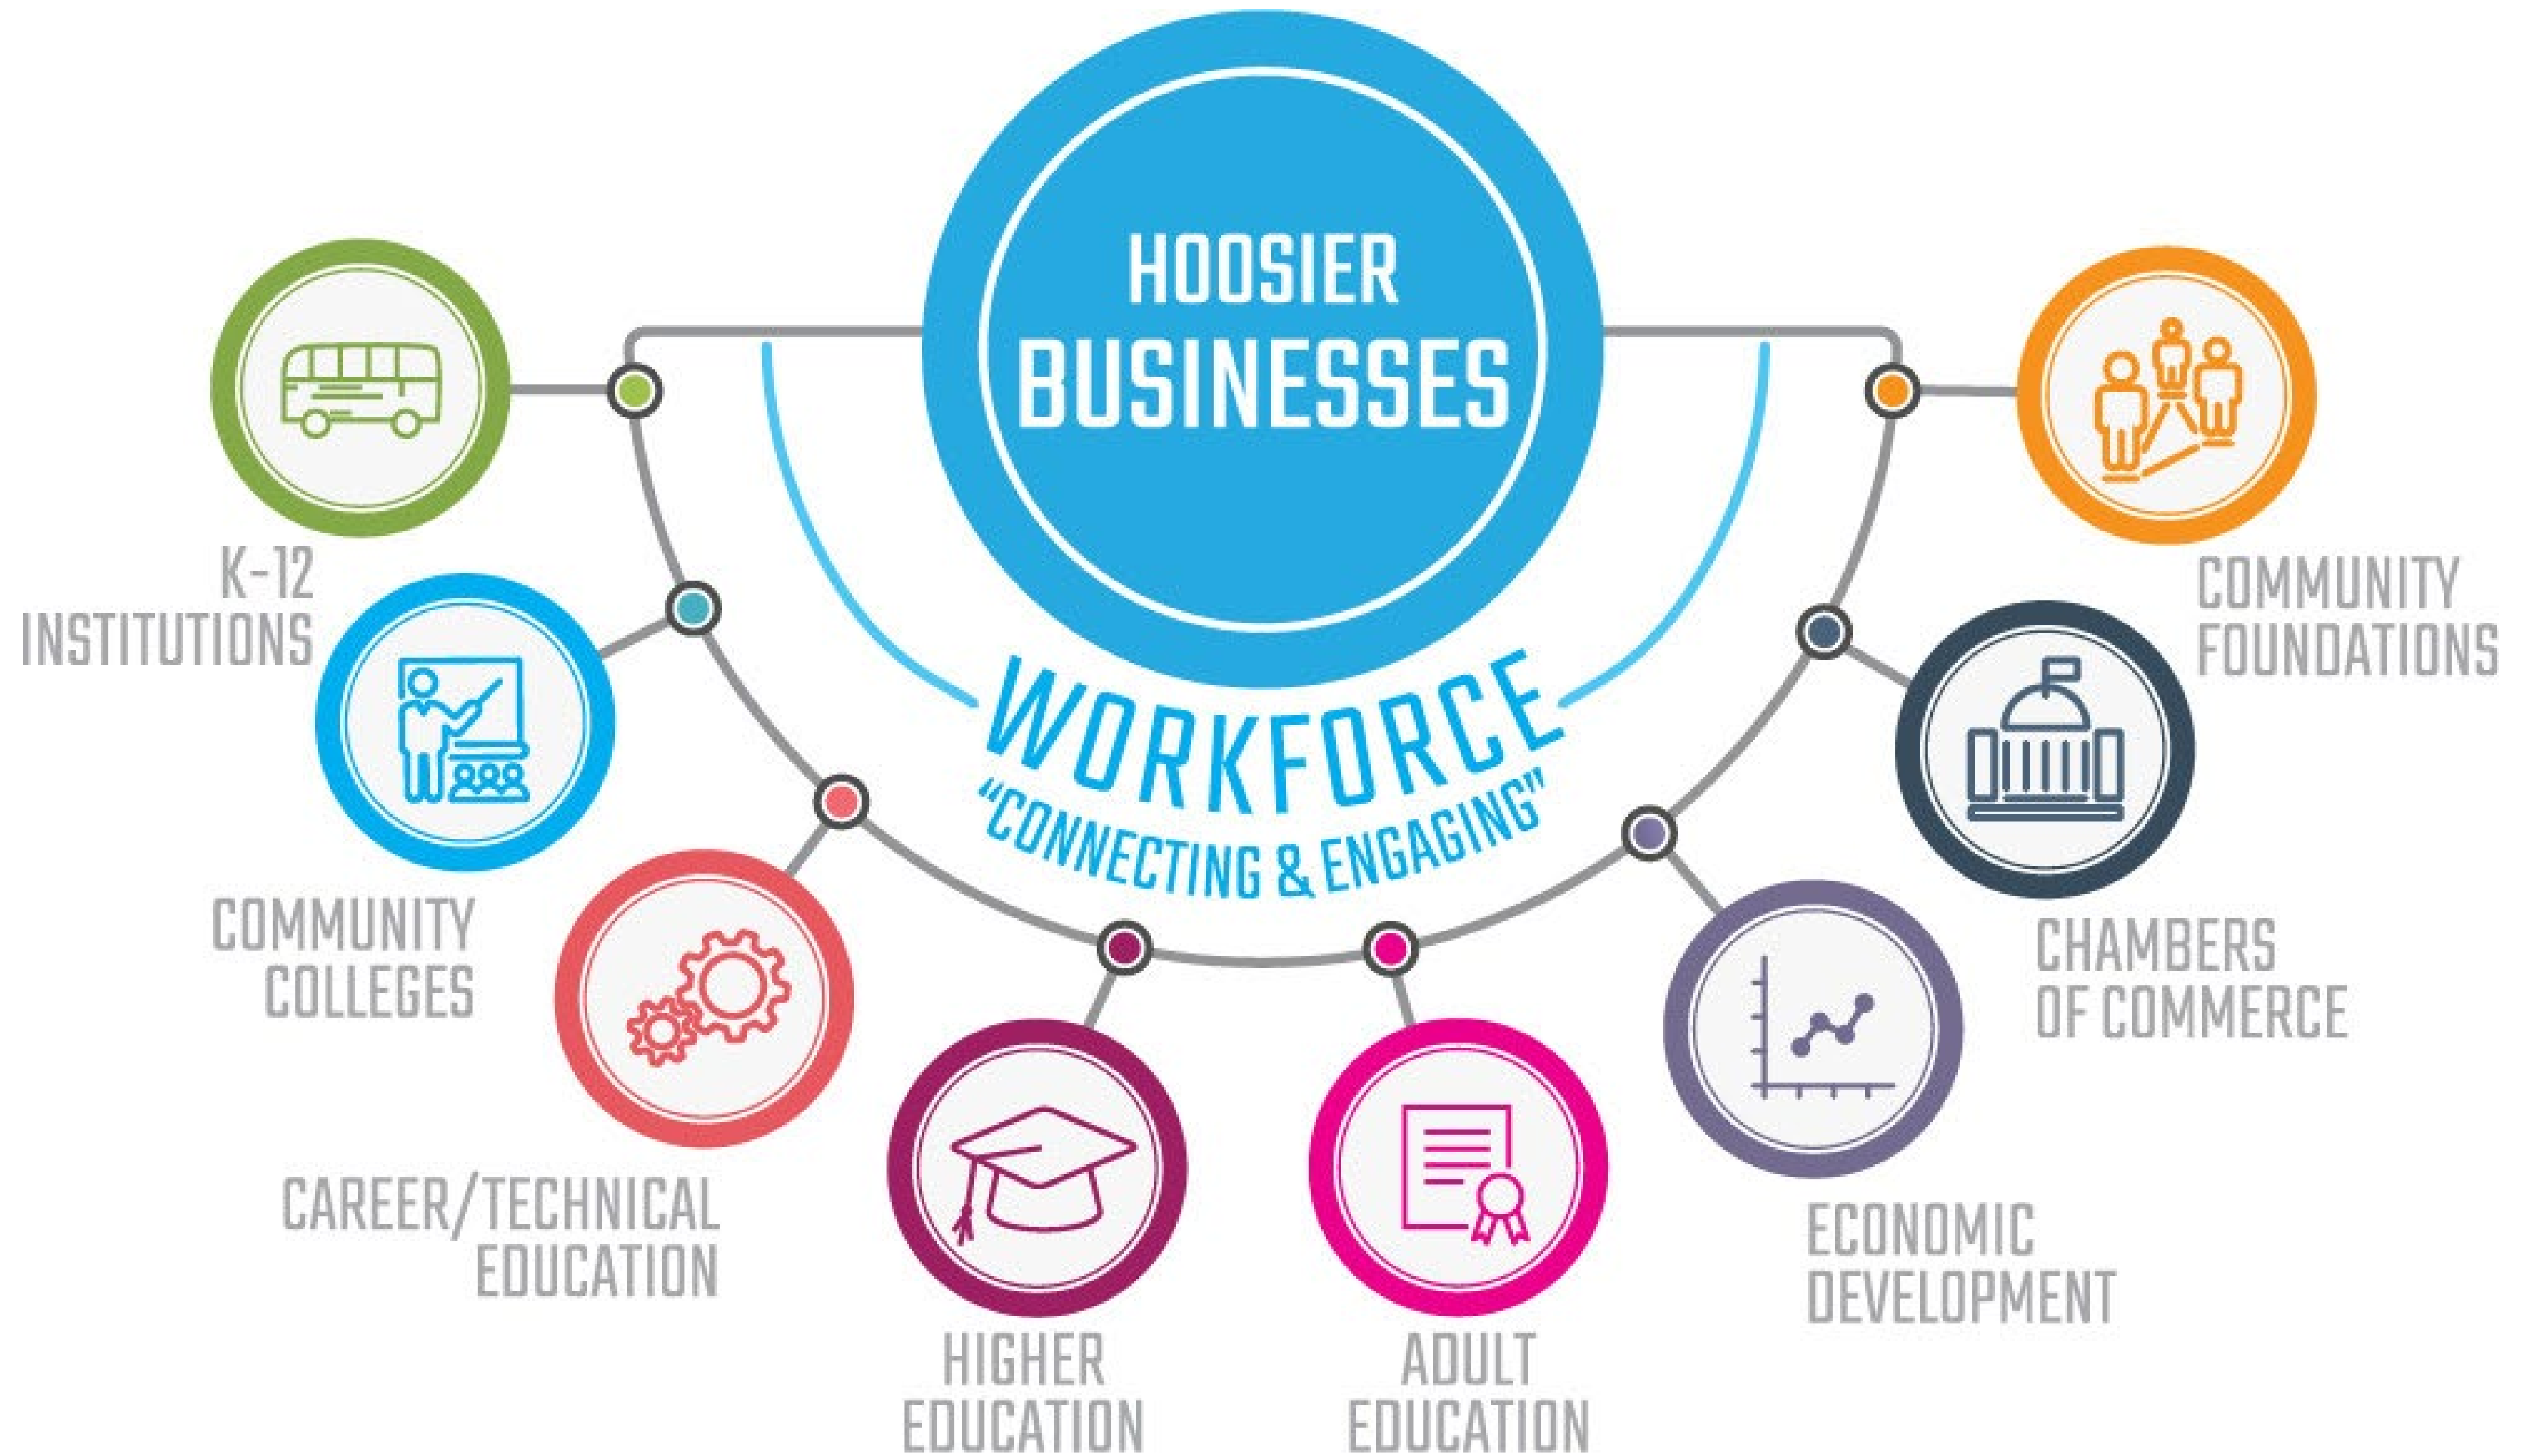 HOOSIER
BUSINESSES
WORKFORCE
“CONNECTING & ENGAGING”
K-12
INSTITUTIONS
COMMUNITY
COLLEGES
CAREER/TECHNICAL
EDUCATION
HIGHER
EDUCATION
ADULT
EDUCATION
ECONOMIC
DEVELOPMENT
CHAMBERS
OF COMMERCE
COMMUNITY
FOUNDATIONS